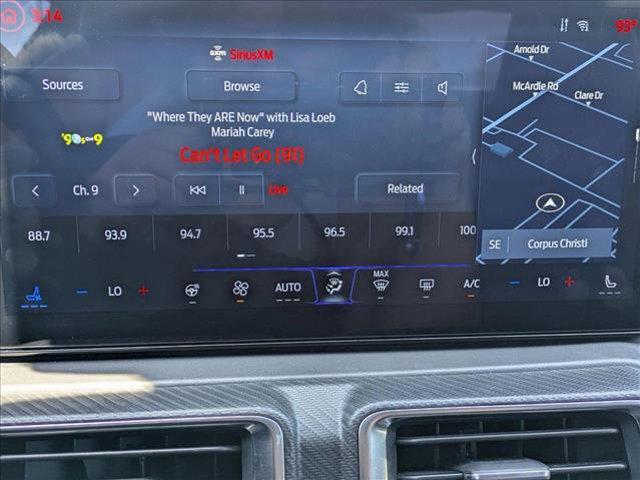 3:14
93°
SXM SiriusXM
Sources
Browse
Arnold Dr
McArdle Rd
Clare Dr
"Where They ARE Now" with Lisa Loeb
Mariah Carey
'90s ON 9
Can't Let Go (91)
Ch. 9
Live
Related
88.7 93.9 94.7 95.5 96.5 99.1 100
SE Corpus Christi
LO AUTO MAX A/C LO